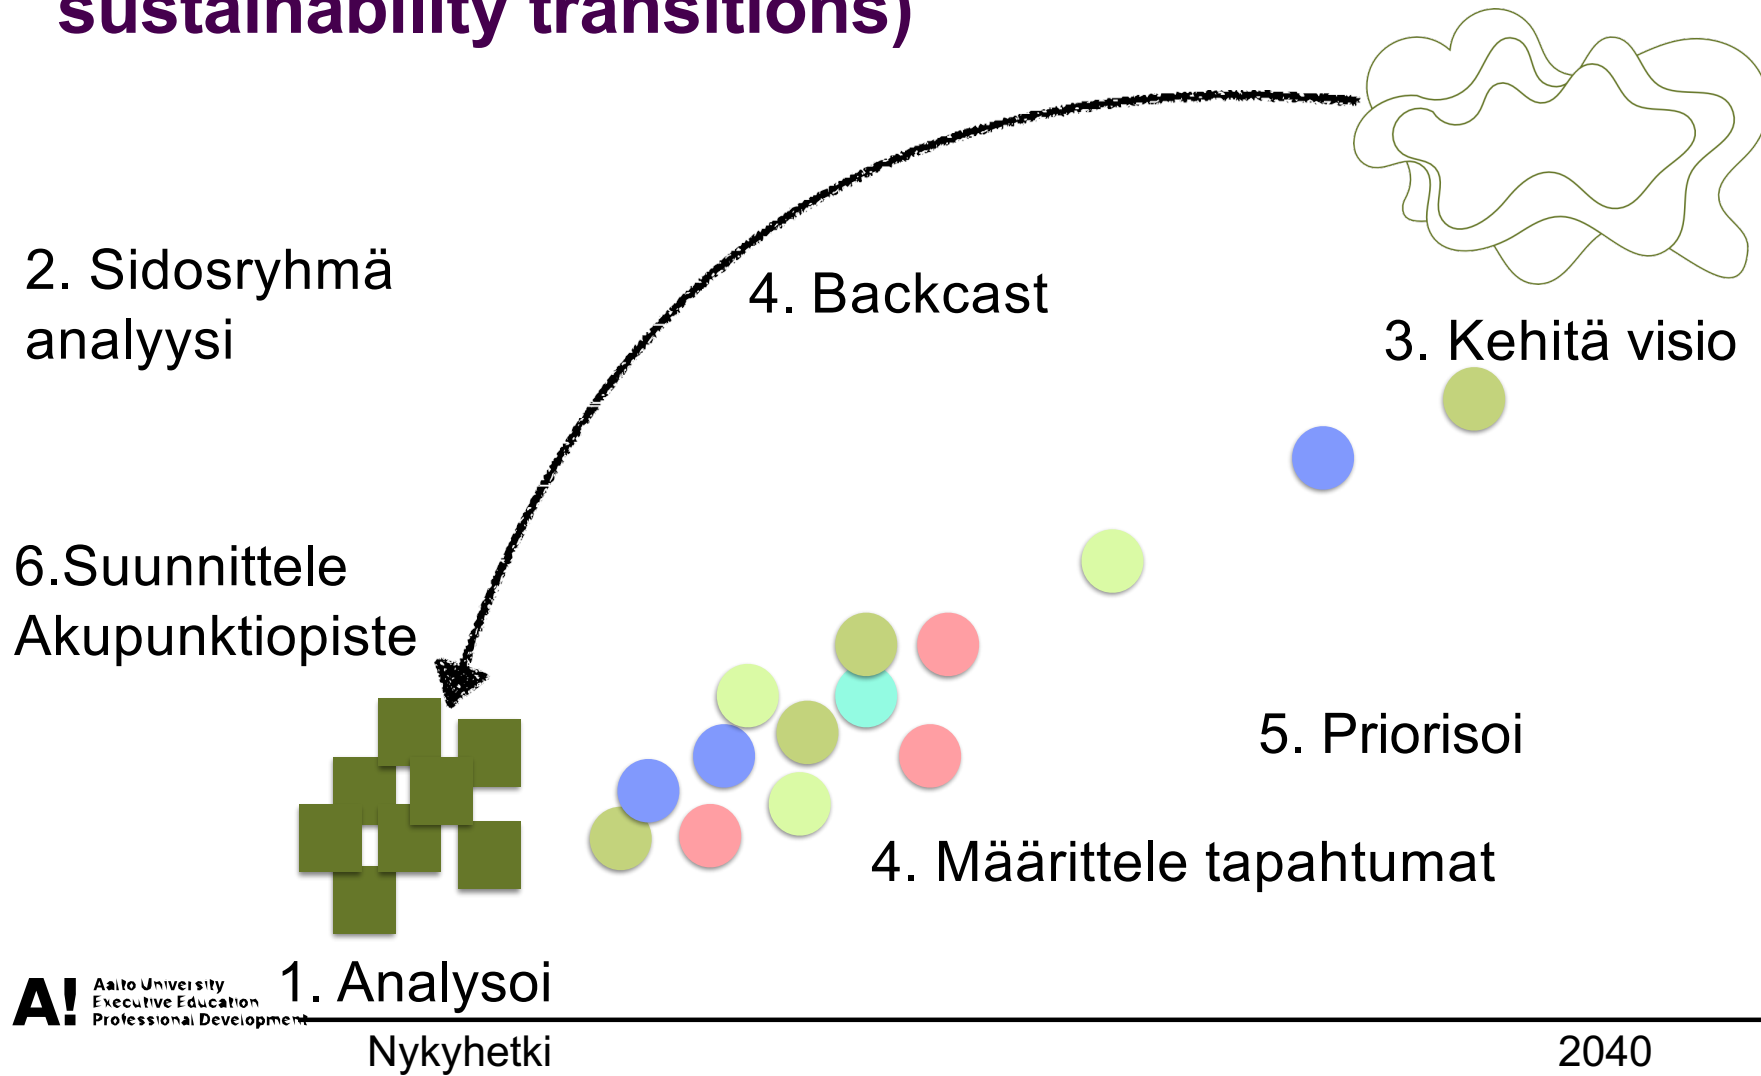 sustainability transitions)
2. Sidosryhmä
analyysi
4. Backcast
3. Kehitä visio
6.Suunnittele
Akupunktiopiste
5. Priorisoi
4. Määrittele tapahtumat
1. Analysoi
A!
Aalto University
Executive Education
Professional Development
Nykyhetki
2040